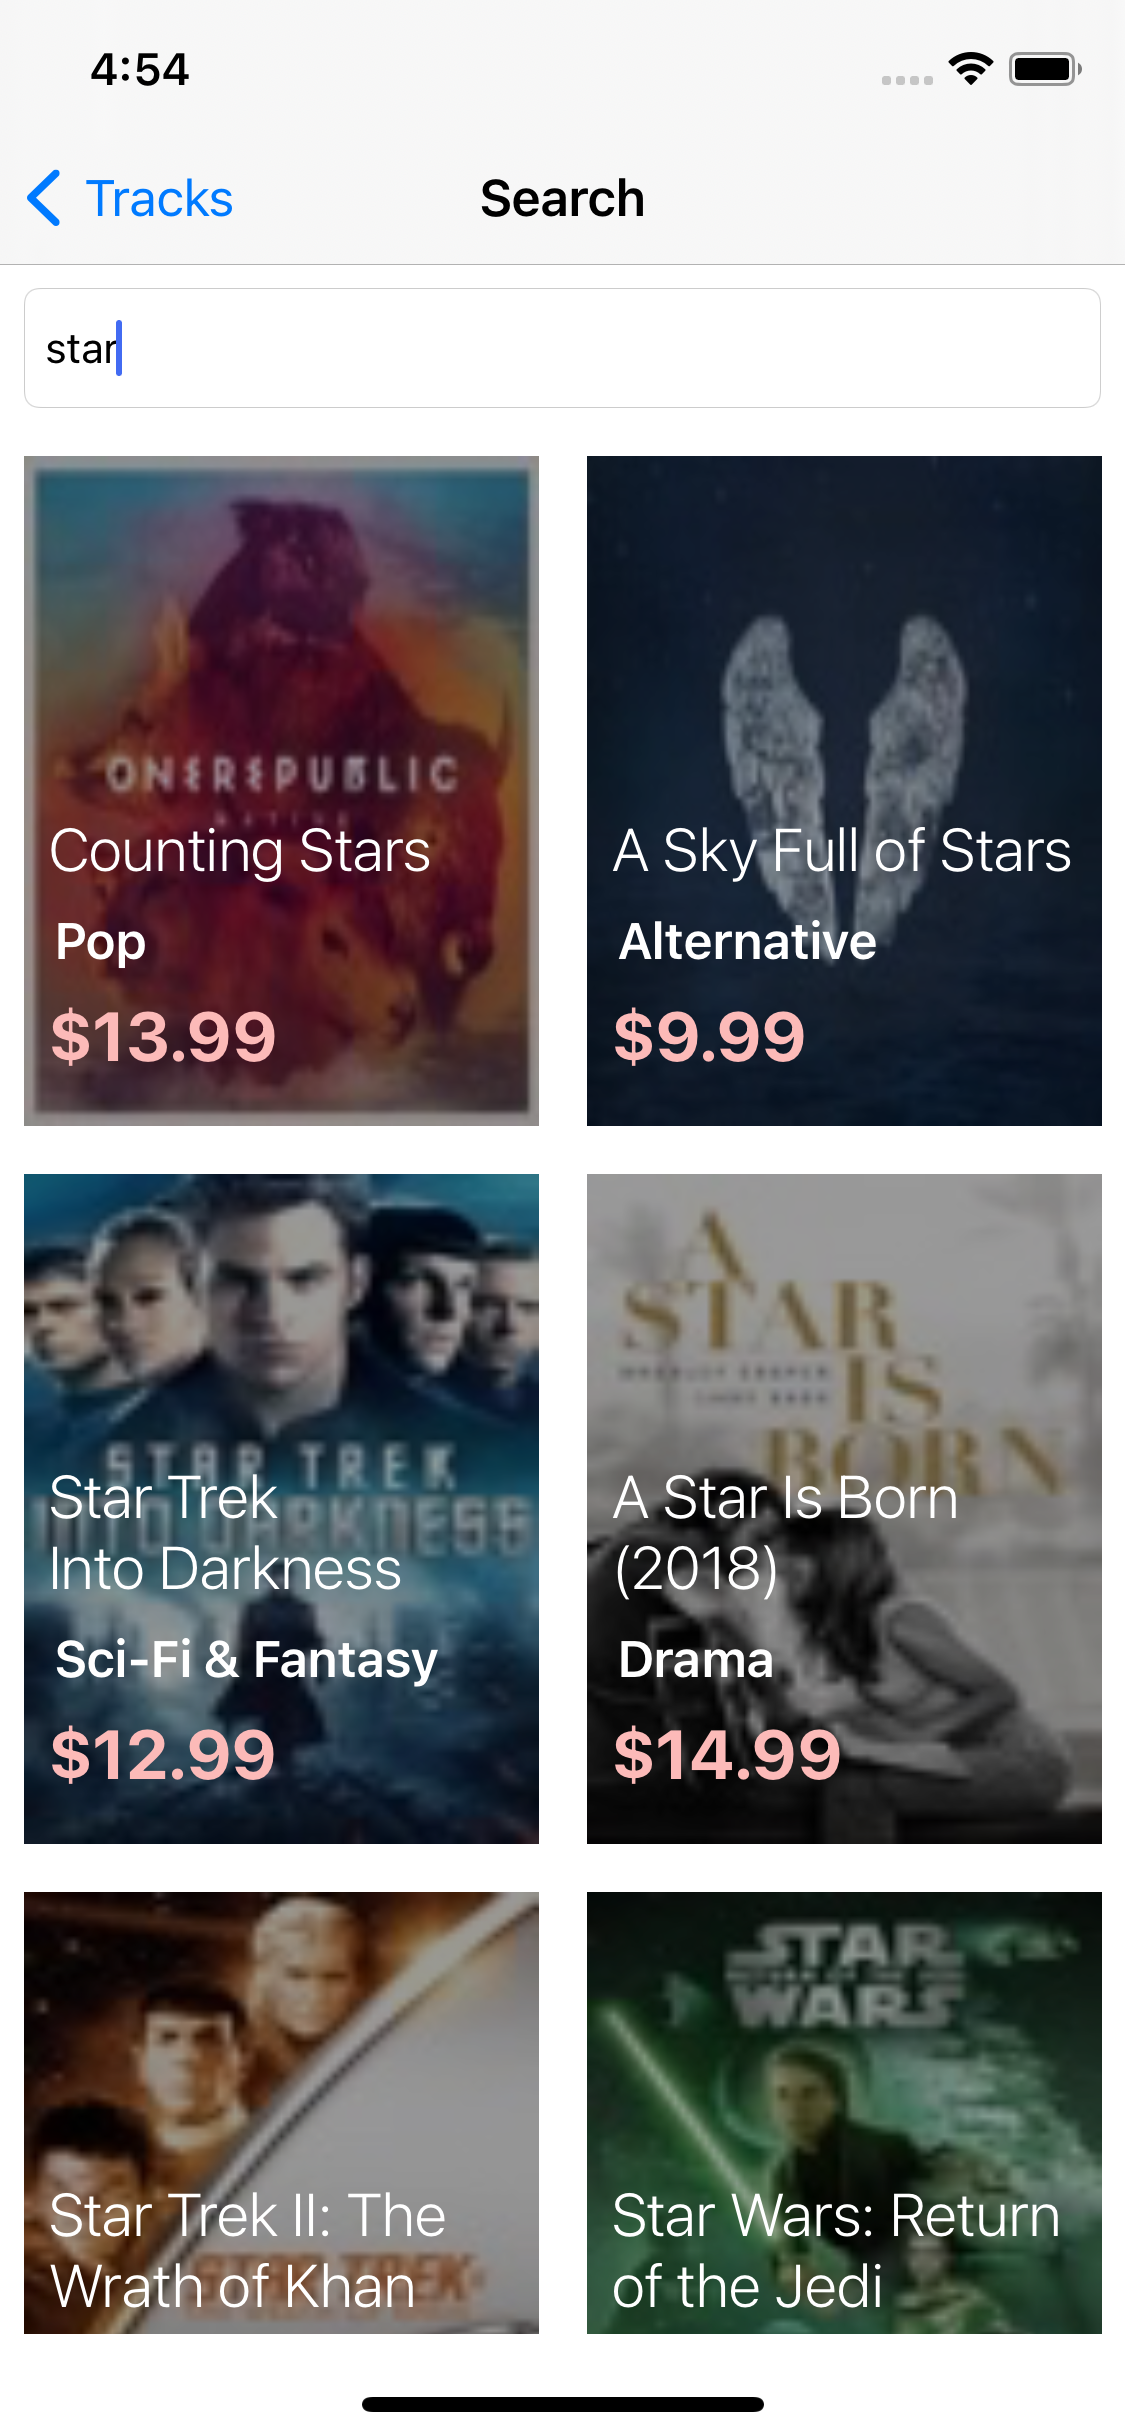 4:54
Tracks
Search
star
ONEREPUBLIC
NATIVE
Counting Stars
Pop
$13.99
A Sky Full of Stars
Alternative
$9.99
STAR TREK
INTO DARKNESS
Star Trek
Into Darkness
Sci-Fi & Fantasy
$12.99
A
STAR
IS
BORN
A Star Is Born
(2018)
Drama
$14.99
Star Trek II: The
Wrath of Khan
STAR
WARS
Star Wars: Return
of the Jedi